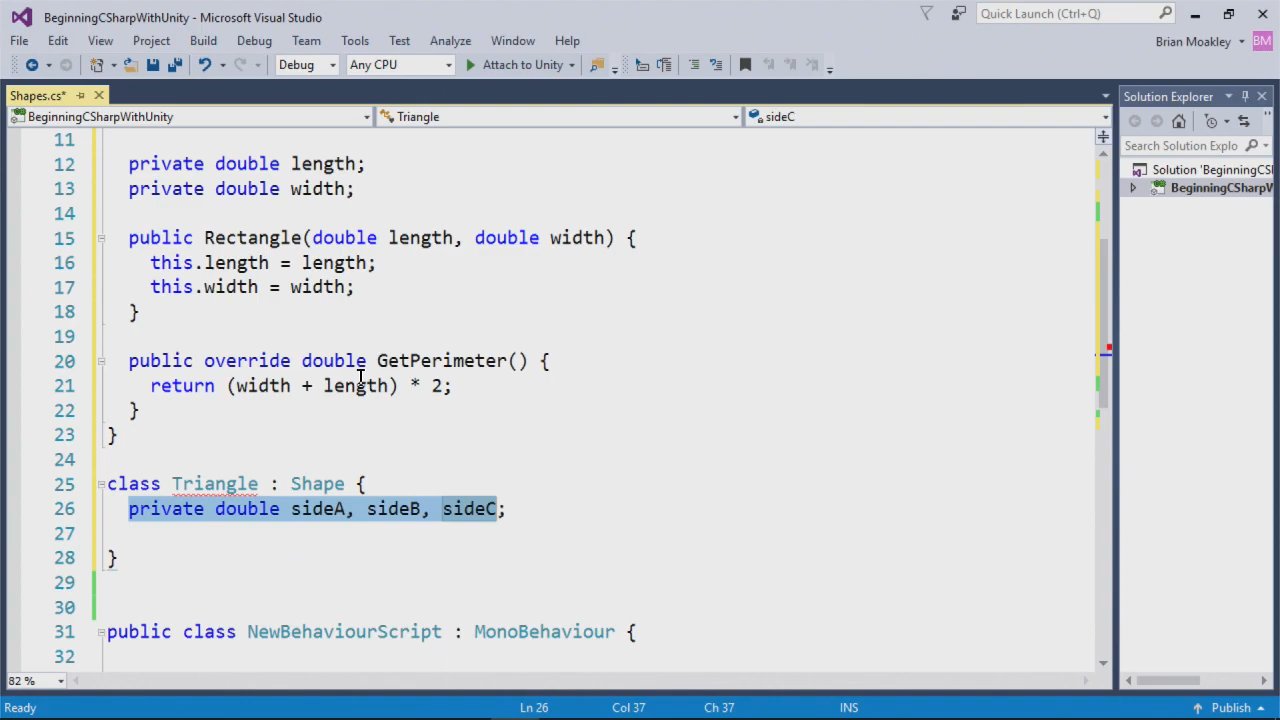 BeginningCSharpWithUnity - Microsoft Visual Studio
Quick Launch (Ctrl+Q)
File Edit View Project Build Debug Team Tools Test Analyze Window Help
Brian Moakley BM
Debug Any CPU Attach to Unity
Shapes.cs*
Solution Explorer
BeginningCSharpWithUnity Triangle sideC
Search Solution Explo
Solution 'BeginningCS
BeginningCSharpW
11
12 private double length;
13 private double width;
14
15 public Rectangle(double length, double width) {
16 this.length = length;
17 this.width = width;
18 }
19
20 public override double GetPerimeter() {
21 return (width + length) * 2;
22 }
23 }
24
25 class Triangle : Shape {
26 private double sideA, sideB, sideC;
27
28 }
29
30
31 public class NewBehaviourScript : MonoBehaviour {
32
82 %
Ready Ln 26 Col 37 Ch 37 INS Publish